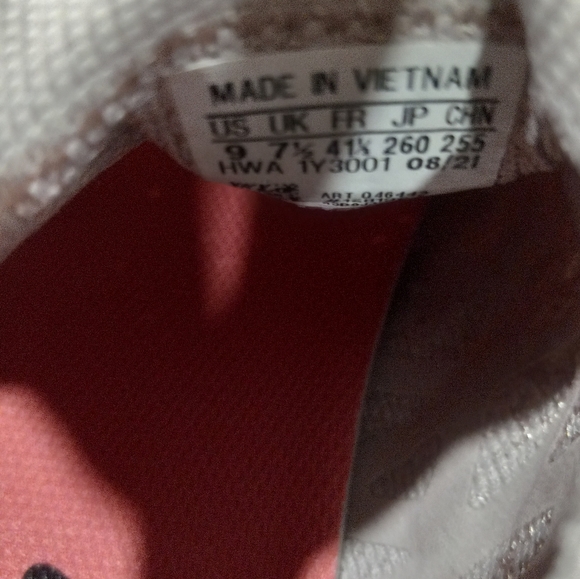 MADE IN VIETNAM
US UK FR JP CHN
9 7½ 41⅓ 260 255
HWA 1Y3001 08/21
ART